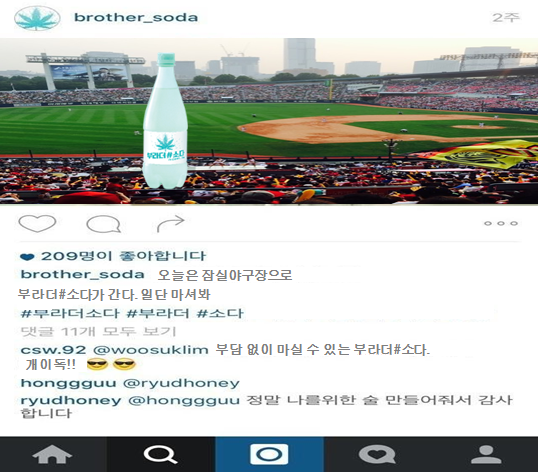 brother_soda
2주
부라더#소다
209명이 좋아합니다
brother_soda 오늘은 잠실야구장으로
부라더#소다가 간다. 일단 마셔봐
#부라더소다 #부라더 #소다
댓글 11개 모두 보기
csw.92 @woosuklim 부담 없이 마실 수 있는 부라더#소다.
개이독!! 😎😎
honggguu @ryudhoney
ryudhoney @honggguu 정말 나를위한 술 만들어줘서 감사
합니다